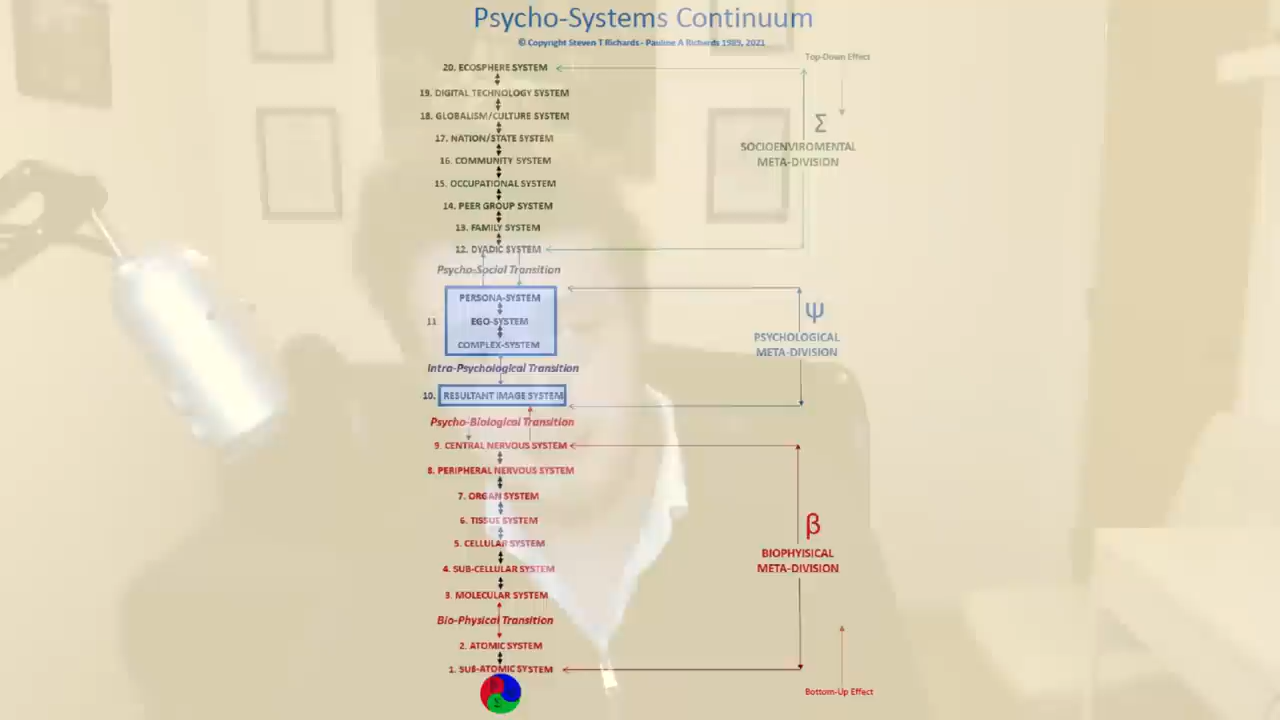 Psycho-Systems Continuum
© Copyright Steven T Richards - Pauline A Richards 1989, 2021
Top-Down Effect
20. ECOSPHERE SYSTEM
19. DIGITAL TECHNOLOGY SYSTEM
18. GLOBALISM/CULTURE SYSTEM
Σ
17. NATION/STATE SYSTEM
SOCIOENVIROMENTAL
META-DIVISION
16. COMMUNITY SYSTEM
15. OCCUPATIONAL SYSTEM
14. PEER GROUP SYSTEM
13. FAMILY SYSTEM
12. DYADIC SYSTEM
Psycho-Social Transition
PERSONA-SYSTEM
11. EGO-SYSTEM
COMPLEX-SYSTEM
Ψ
PSYCHOLOGICAL
META-DIVISION
Intra-Psychological Transition
10. RESULTANT IMAGE SYSTEM
Psycho-Biological Transition
9. CENTRAL NERVOUS SYSTEM
8. PERIPHERAL NERVOUS SYSTEM
7. ORGAN SYSTEM
6. TISSUE SYSTEM
5. CELLULAR SYSTEM
β
BIOPHYISICAL
META-DIVISION
4. SUB-CELLULAR SYSTEM
3. MOLECULAR SYSTEM
Bio-Physical Transition
2. ATOMIC SYSTEM
1. SUB-ATOMIC SYSTEM
Bottom-Up Effect